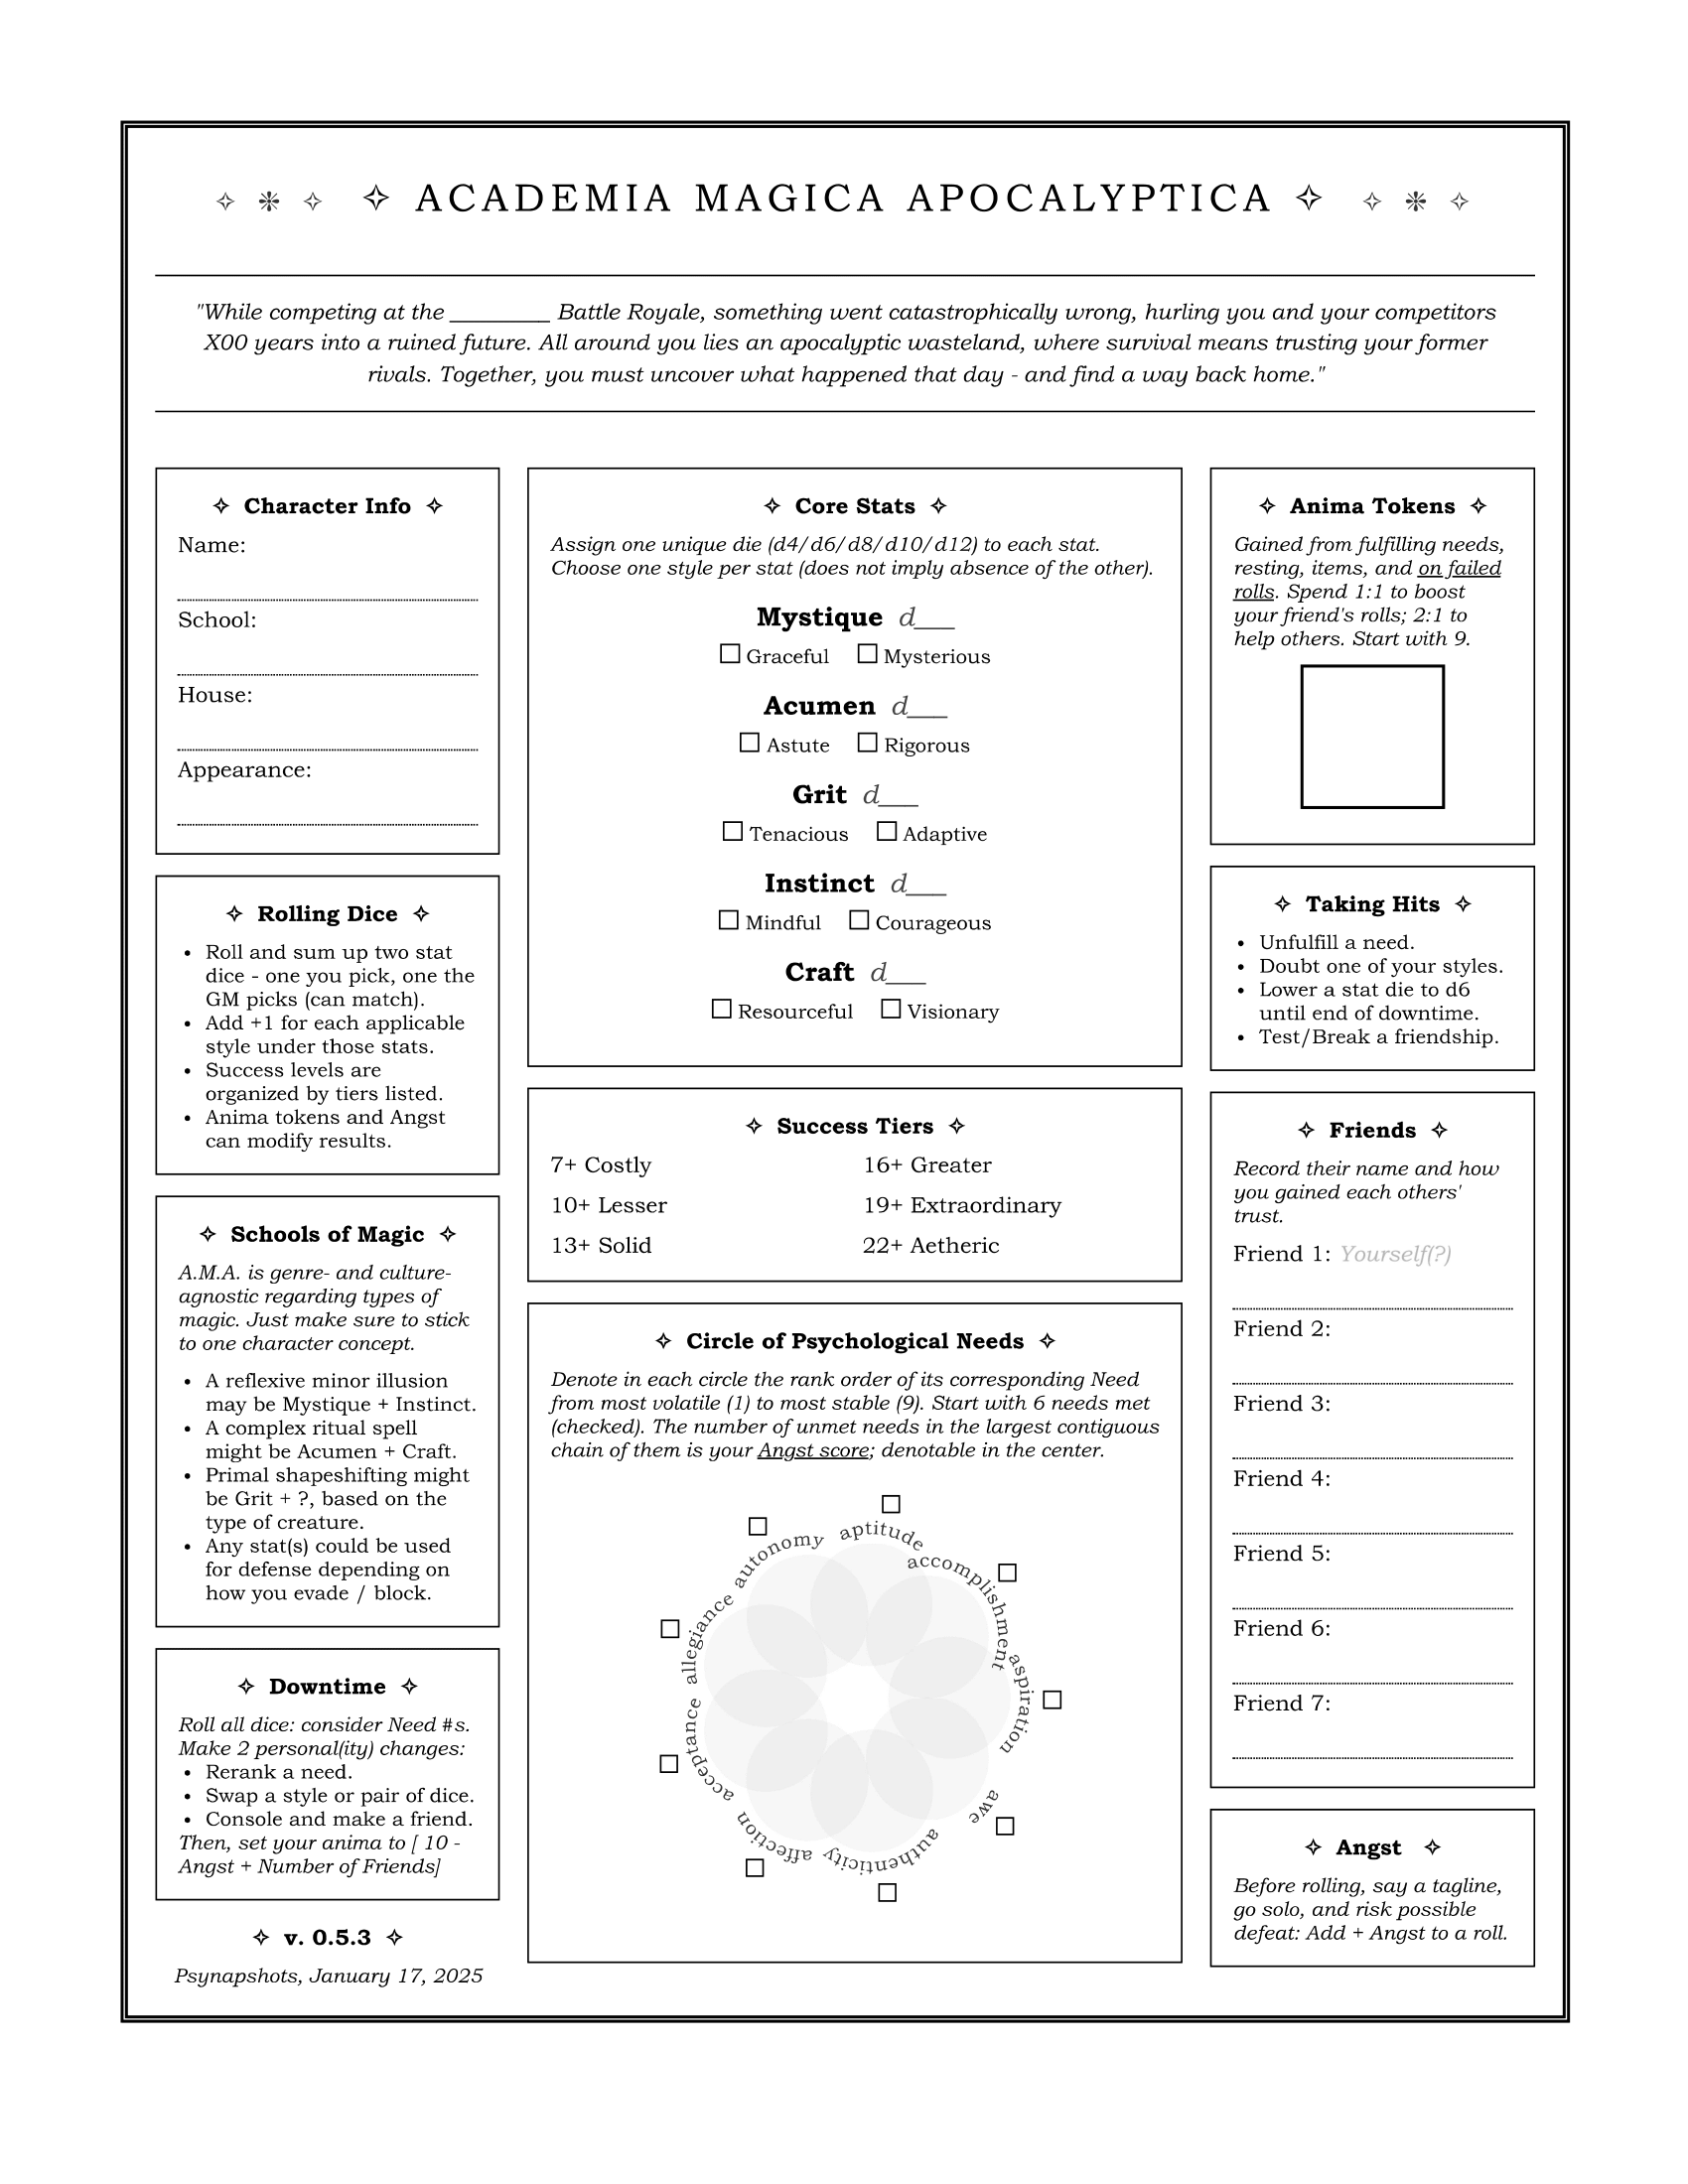 ✧ ❉ ✧ ✧ ACADEMIA MAGICA APOCALYPTICA ✧ ✧ ❉ ✧
"While competing at the _________ Battle Royale, something went catastrophically wrong, hurling you and your competitors
X00 years into a ruined future. All around you lies an apocalyptic wasteland, where survival means trusting your former
rivals. Together, you must uncover what happened that day - and find a way back home."
✧ Character Info ✧
Name:
School:
House:
Appearance:
✧ Rolling Dice ✧
• Roll and sum up two stat
dice - one you pick, one the
GM picks (can match).
• Add +1 for each applicable
style under those stats.
• Success levels are
organized by tiers listed.
• Anima tokens and Angst
can modify results.
✧ Schools of Magic ✧
A.M.A. is genre- and culture-
agnostic regarding types of
magic. Just make sure to stick
to one character concept.
• A reflexive minor illusion
may be Mystique + Instinct.
• A complex ritual spell
might be Acumen + Craft.
• Primal shapeshifting might
be Grit + ?, based on the
type of creature.
• Any stat(s) could be used
for defense depending on
how you evade / block.
✧ Downtime ✧
Roll all dice: consider Need #s.
Make 2 personal(ity) changes:
• Rerank a need.
• Swap a style or pair of dice.
• Console and make a friend.
Then, set your anima to [ 10 -
Angst + Number of Friends]
✧ v. 0.5.3 ✧
Psynapshots, January 17, 2025
✧ Core Stats ✧
Assign one unique die (d4/d6/d8/d10/d12) to each stat.
Choose one style per stat (does not imply absence of the other).
Mystique d___
☐ Graceful ☐ Mysterious
Acumen d___
☐ Astute ☐ Rigorous
Grit d___
☐ Tenacious ☐ Adaptive
Instinct d___
☐ Mindful ☐ Courageous
Craft d___
☐ Resourceful ☐ Visionary
✧ Success Tiers ✧
7+ Costly 16+ Greater
10+ Lesser 19+ Extraordinary
13+ Solid 22+ Aetheric
✧ Circle of Psychological Needs ✧
Denote in each circle the rank order of its corresponding Need
from most volatile (1) to most stable (9). Start with 6 needs met
(checked). The number of unmet needs in the largest contiguous
chain of them is your Angst score; denotable in the center.
aptitude
accomplishment
aspiration
awe
authenticity
affection
acceptance
allegiance
autonomy
✧ Anima Tokens ✧
Gained from fulfilling needs,
resting, items, and on failed
rolls. Spend 1:1 to boost
your friend's rolls; 2:1 to
help others. Start with 9.
✧ Taking Hits ✧
• Unfulfill a need.
• Doubt one of your styles.
• Lower a stat die to d6
until end of downtime.
• Test/Break a friendship.
✧ Friends ✧
Record their name and how
you gained each others'
trust.
Friend 1: Yourself(?)
Friend 2:
Friend 3:
Friend 4:
Friend 5:
Friend 6:
Friend 7:
✧ Angst ✧
Before rolling, say a tagline,
go solo, and risk possible
defeat: Add + Angst to a roll.